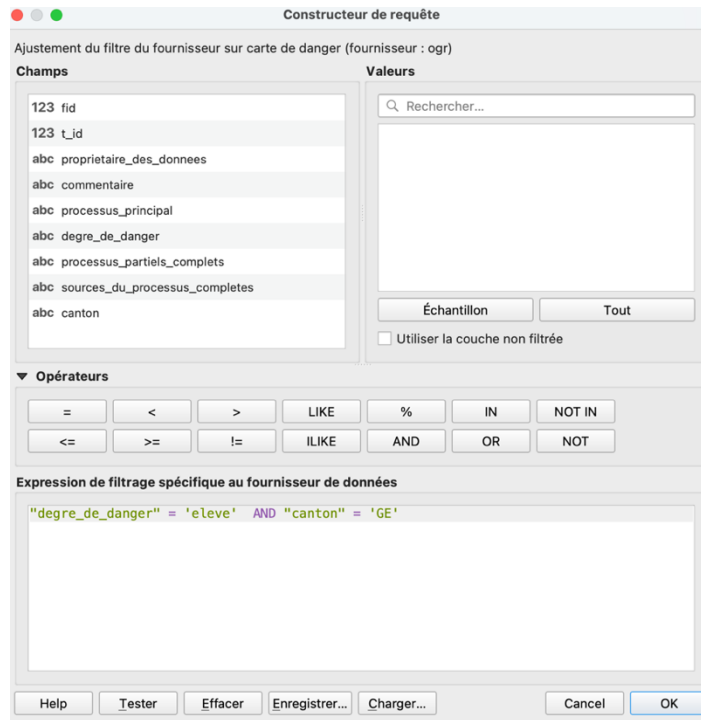 Constructeur de requête
Ajustement du filtre du fournisseur sur carte de danger (fournisseur : ogr)
Champs
Valeurs
123 fid
123 t_id
abc proprietaire_des_donnees
abc commentaire
abc processus_principal
abc degre_de_danger
abc processus_partiels_complets
abc sources_du_processus_completes
abc canton
Rechercher...
Échantillon
Tout
Utiliser la couche non filtrée
Opérateurs
= < > LIKE % IN NOT IN
<= >= != ILIKE AND OR NOT
Expression de filtrage spécifique au fournisseur de données
"degre_de_danger" = 'eleve'  AND "canton" = 'GE'
Help Tester Effacer Enregistrer... Charger... Cancel OK